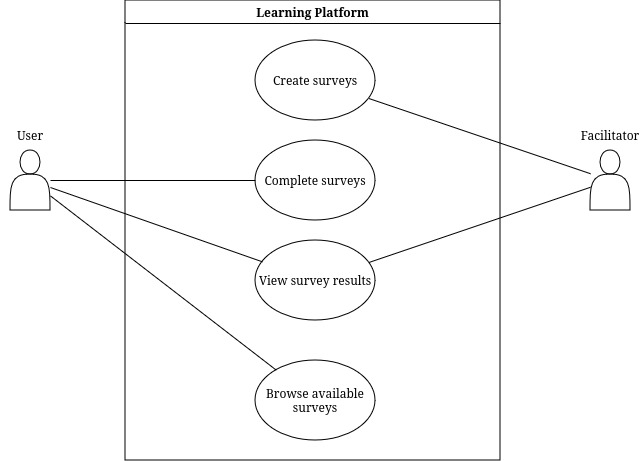 Learning Platform
Create surveys
User
Facilitator
Complete surveys
View survey results
Browse available
surveys